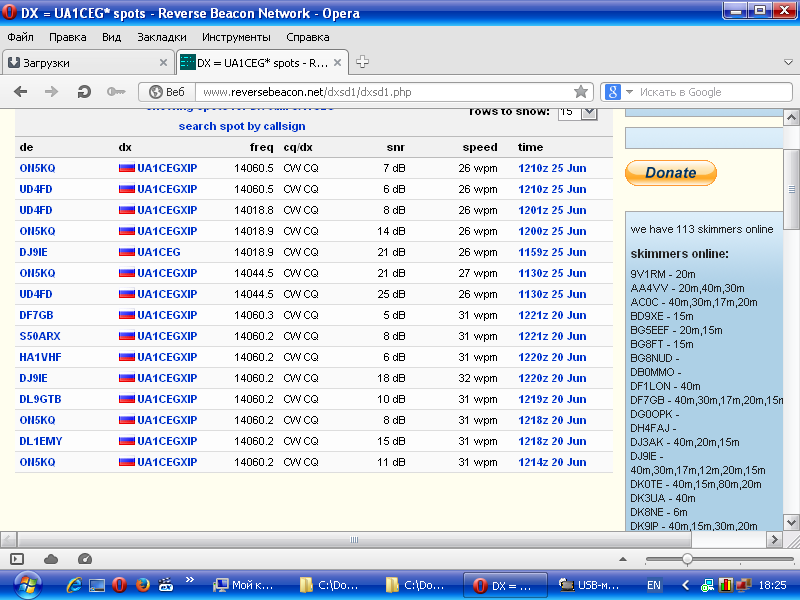 DX = UA1CEG* spots - Reverse Beacon Network - Opera
Файл Правка Вид Закладки Инструменты Справка
Загрузки
DX = UA1CEG* spots - R...
Веб
www.reversebeacon.net/dxsd1/dxsd1.php
Искать в Google
rows to show: 15
search spot by callsign
de dx freq cq/dx snr speed time
ON5KQ UA1CEGXIP 14060.5 CW CQ 7 dB 26 wpm 1210z 25 Jun
UD4FD UA1CEGXIP 14060.5 CW CQ 6 dB 26 wpm 1210z 25 Jun
UD4FD UA1CEGXIP 14018.8 CW CQ 8 dB 26 wpm 1201z 25 Jun
ON5KQ UA1CEGXIP 14018.9 CW CQ 14 dB 26 wpm 1200z 25 Jun
DJ9IE UA1CEG 14018.9 CW CQ 21 dB 26 wpm 1159z 25 Jun
ON5KQ UA1CEGXIP 14044.5 CW CQ 21 dB 27 wpm 1130z 25 Jun
UD4FD UA1CEGXIP 14044.5 CW CQ 25 dB 26 wpm 1130z 25 Jun
DF7GB UA1CEGXIP 14060.3 CW CQ 5 dB 31 wpm 1221z 20 Jun
S50ARX UA1CEGXIP 14060.2 CW CQ 8 dB 31 wpm 1221z 20 Jun
HA1VHF UA1CEGXIP 14060.2 CW CQ 6 dB 31 wpm 1220z 20 Jun
DJ9IE UA1CEGXIP 14060.2 CW CQ 18 dB 32 wpm 1220z 20 Jun
DL9GTB UA1CEGXIP 14060.2 CW CQ 10 dB 31 wpm 1219z 20 Jun
ON5KQ UA1CEGXIP 14060.2 CW CQ 8 dB 31 wpm 1218z 20 Jun
DL1EMY UA1CEGXIP 14060.2 CW CQ 15 dB 31 wpm 1218z 20 Jun
ON5KQ UA1CEGXIP 14060.2 CW CQ 11 dB 31 wpm 1214z 20 Jun
Donate
we have 113 skimmers online
skimmers online:
9V1RM - 20m
AA4VV - 20m,40m,30m
AC0C - 40m,30m,17m,20m
BD9XE - 15m
BG5EEF - 20m,15m
BG8FT - 15m
BG8NUD -
DB0MMO -
DF1LON - 40m
DF7GB - 40m,30m,17m,20m,15m
DG0OPK -
DH4FAJ -
DJ3AK - 40m,20m,15m
DJ9IE -
40m,30m,17m,12m,20m,15m
DK0TE - 40m,15m,80m,20m
DK3UA - 40m
DK8NE - 6m
DK9IP - 40m,15m,30m,20m
Мой к...
C:\Do...
C:\Do...
DX = ...
USB-м...
EN
18:25